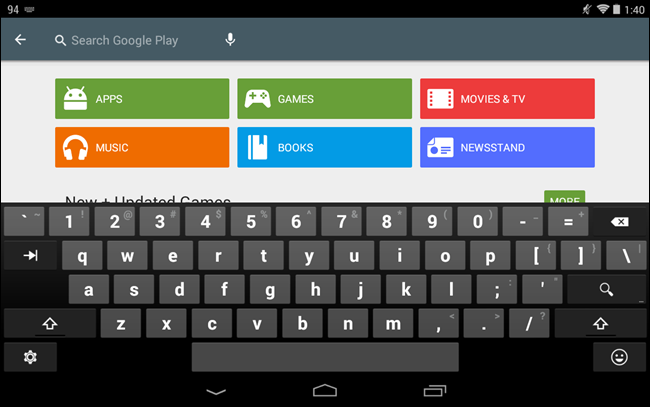 94 1:40
Search Google Play
APPS GAMES MOVIES & TV
MUSIC BOOKS NEWSSTAND
New + Updated Games MORE
` ~ 1 ! 2 @ 3 # 4 $ 5 % 6 ^ 7 & 8 * 9 ( 0 ) - _ = +
q w e r t y u i o p [ { ] } \ |
a s d f g h j k l ; : ' "
z x c v b n m , < . > / ?